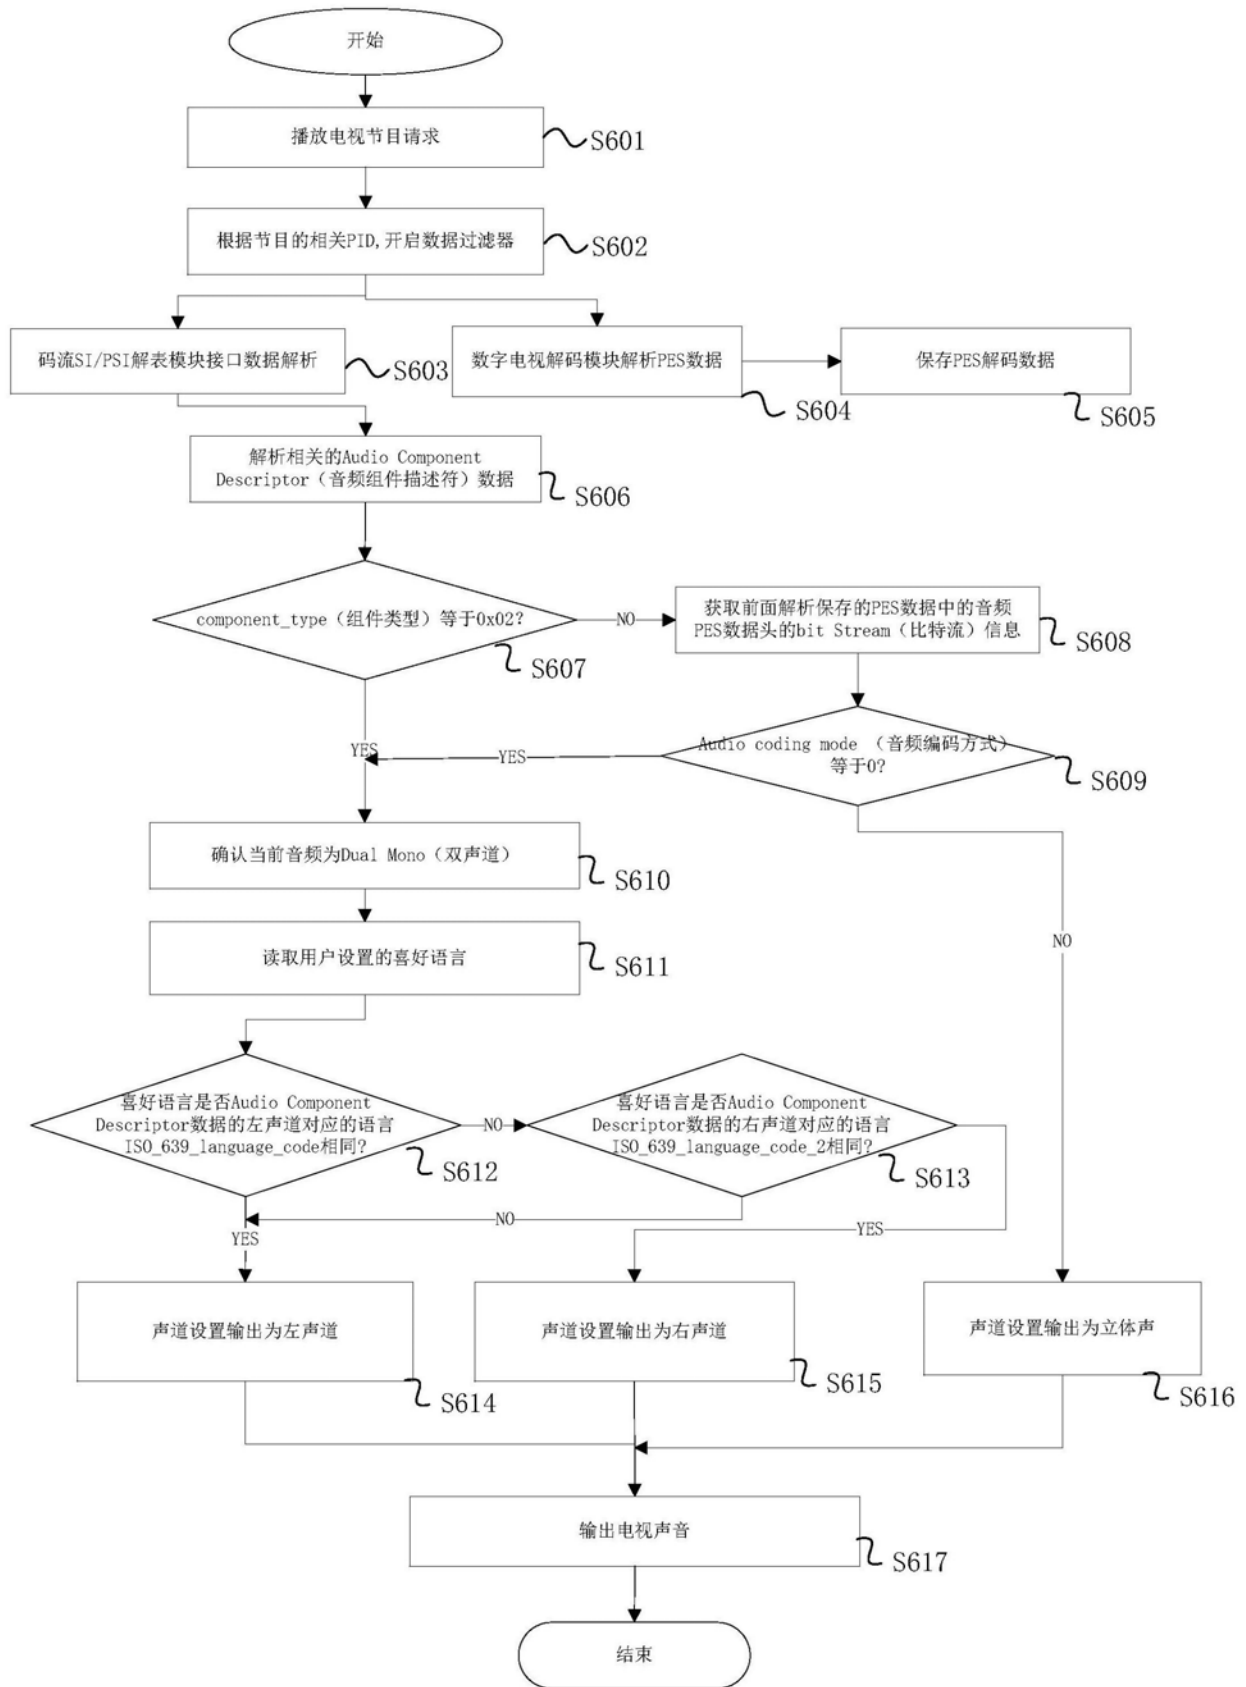 开始
播放电视节目请求
S601
根据节目的相关PID,开启数据过滤器
S602
码流SI/PSI解表模块接口数据解析
S603
数字电视解码模块解析PES数据
S604
保存PES解码数据
S605
解析相关的Audio Component
Descriptor（音频组件描述符）数据
S606
component_type（组件类型）等于0x02?
S607
NO
获取前面解析保存的PES数据中的音频
PES数据头的bit Stream（比特流）信息
S608
YES
Audio coding mode （音频编码方式）
等于0?
S609
YES
NO
确认当前音频为Dual Mono（双声道）
S610
读取用户设置的喜好语言
S611
喜好语言是否Audio Component
Descriptor数据的左声道对应的语言
ISO_639_language_code相同?
S612
NO
喜好语言是否Audio Component
Descriptor数据的右声道对应的语言
ISO_639_language_code_2相同?
S613
NO
YES
YES
声道设置输出为左声道
S614
声道设置输出为右声道
S615
声道设置输出为立体声
S616
输出电视声音
S617
结束